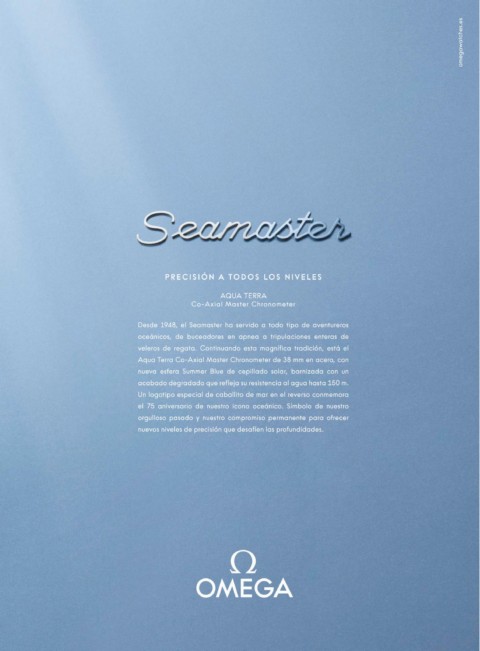 omegawatches.es
Seamaster
PRECISIÓN A TODOS LOS NIVELES
AQUA TERRA
Co-Axial Master Chronometer
Desde 1948, el Seamaster ha servido a todo tipo de aventureros
oceánicos, de buceadores en apnea a tripulaciones enteras de
veleros de regata. Continuando esta magnífica tradición, está el
Aqua Terra Co-Axial Master Chronometer de 38 mm en acero, con
nueva esfera Summer Blue de cepillado solar, barnizada con un
acabado degradado que refleja su resistencia al agua hasta 150 m.
Un logotipo especial de caballito de mar en el reverso conmemora
el 75 aniversario de nuestro icono oceánico. Símbolo de nuestro
orgulloso pasado y nuestro compromiso permanente para ofrecer
nuevos niveles de precisión que desafíen las profundidades.
Ω
OMEGA